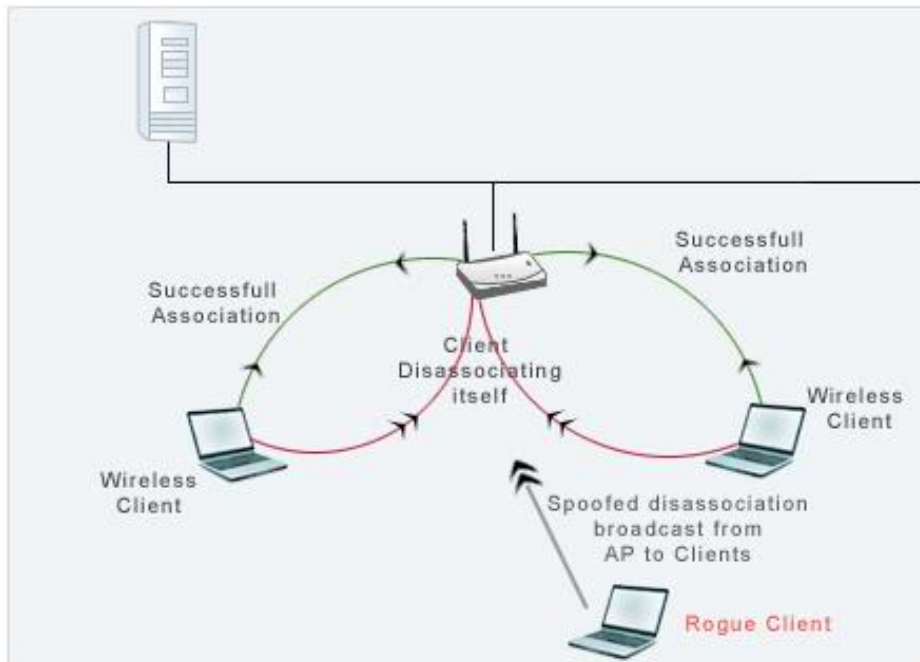 Successfull
Association
Successfull
Association
Client
Disassociating
itself
Wireless
Client
Wireless
Client
Spoofed disassociation
broadcast from
AP to Clients
Rogue Client